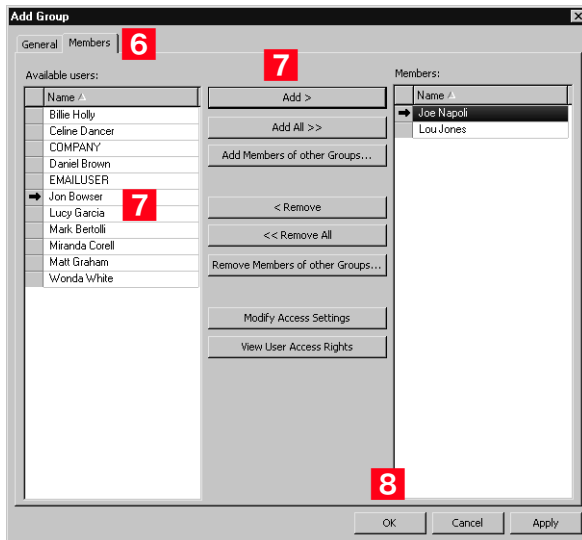 Add Group
General Members 6
7
Available users:
Name
Billie Holly
Celine Dancer
COMPANY
Daniel Brown
EMAILUSER
Jon Bowser
Lucy Garcia
Mark Bertolli
Miranda Corell
Matt Graham
Wonda White
7
Add >
Add All >>
Add Members of other Groups...
< Remove
<< Remove All
Remove Members of other Groups...
Modify Access Settings
View User Access Rights
Members:
Name
Joe Napoli
Lou Jones
8
OK Cancel Apply